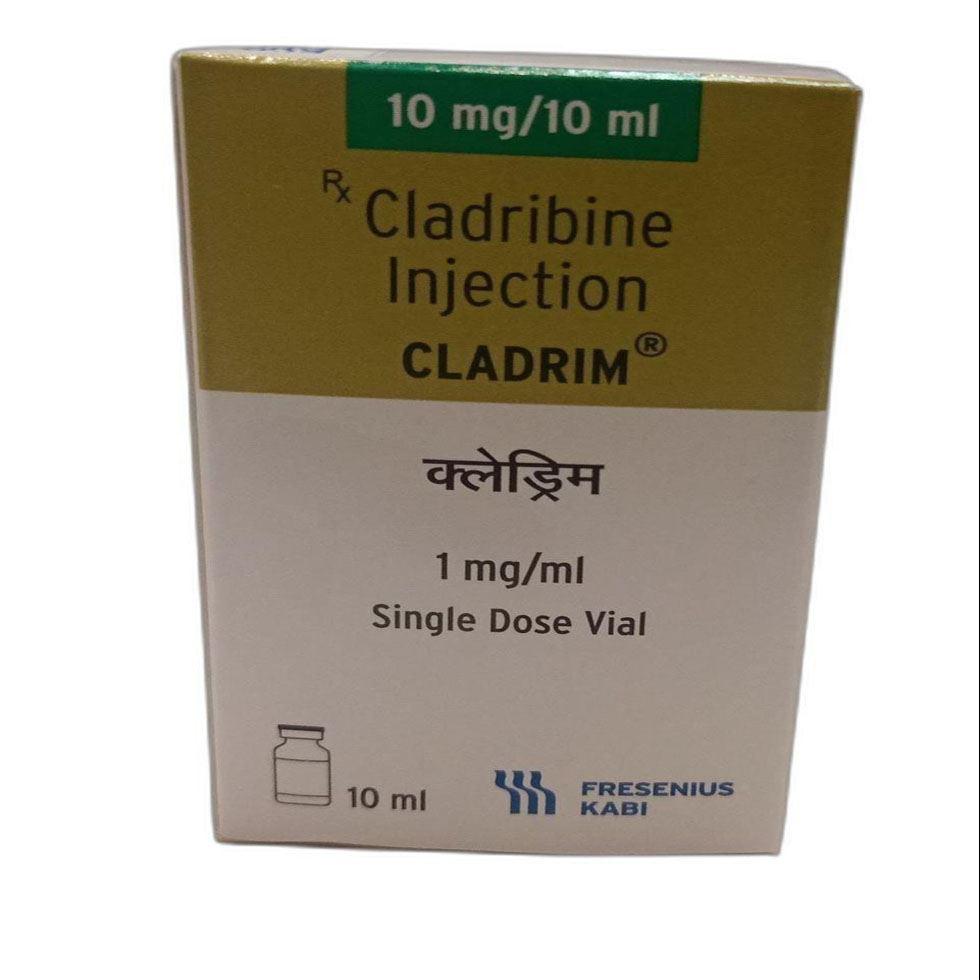 10 mg/10 ml
Rx Cladribine
Injection
CLADRIM®
क्लेड्रिम
1 mg/ml
Single Dose Vial
10 ml
FRESENIUS
KABI